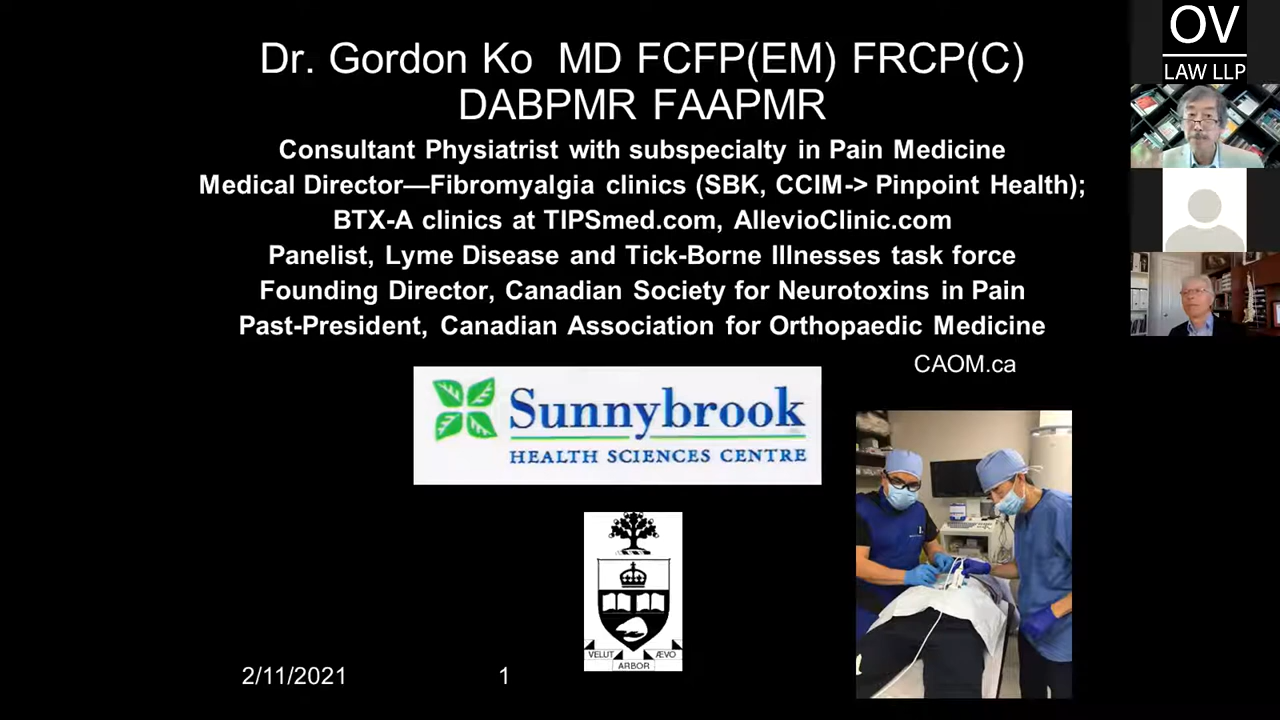 Dr. Gordon Ko MD FCFP(EM) FRCP(C)
DABPMR FAAPMR
Consultant Physiatrist with subspecialty in Pain Medicine
Medical Director—Fibromyalgia clinics (SBK, CCIM-> Pinpoint Health);
BTX-A clinics at TIPSmed.com, AllevioClinic.com
Panelist, Lyme Disease and Tick-Borne Illnesses task force
Founding Director, Canadian Society for Neurotoxins in Pain
Past-President, Canadian Association for Orthopaedic Medicine
CAOM.ca
Sunnybrook
HEALTH SCIENCES CENTRE
VELUT ÆVO
ARBOR
2/11/2021 1
OV
LAW LLP